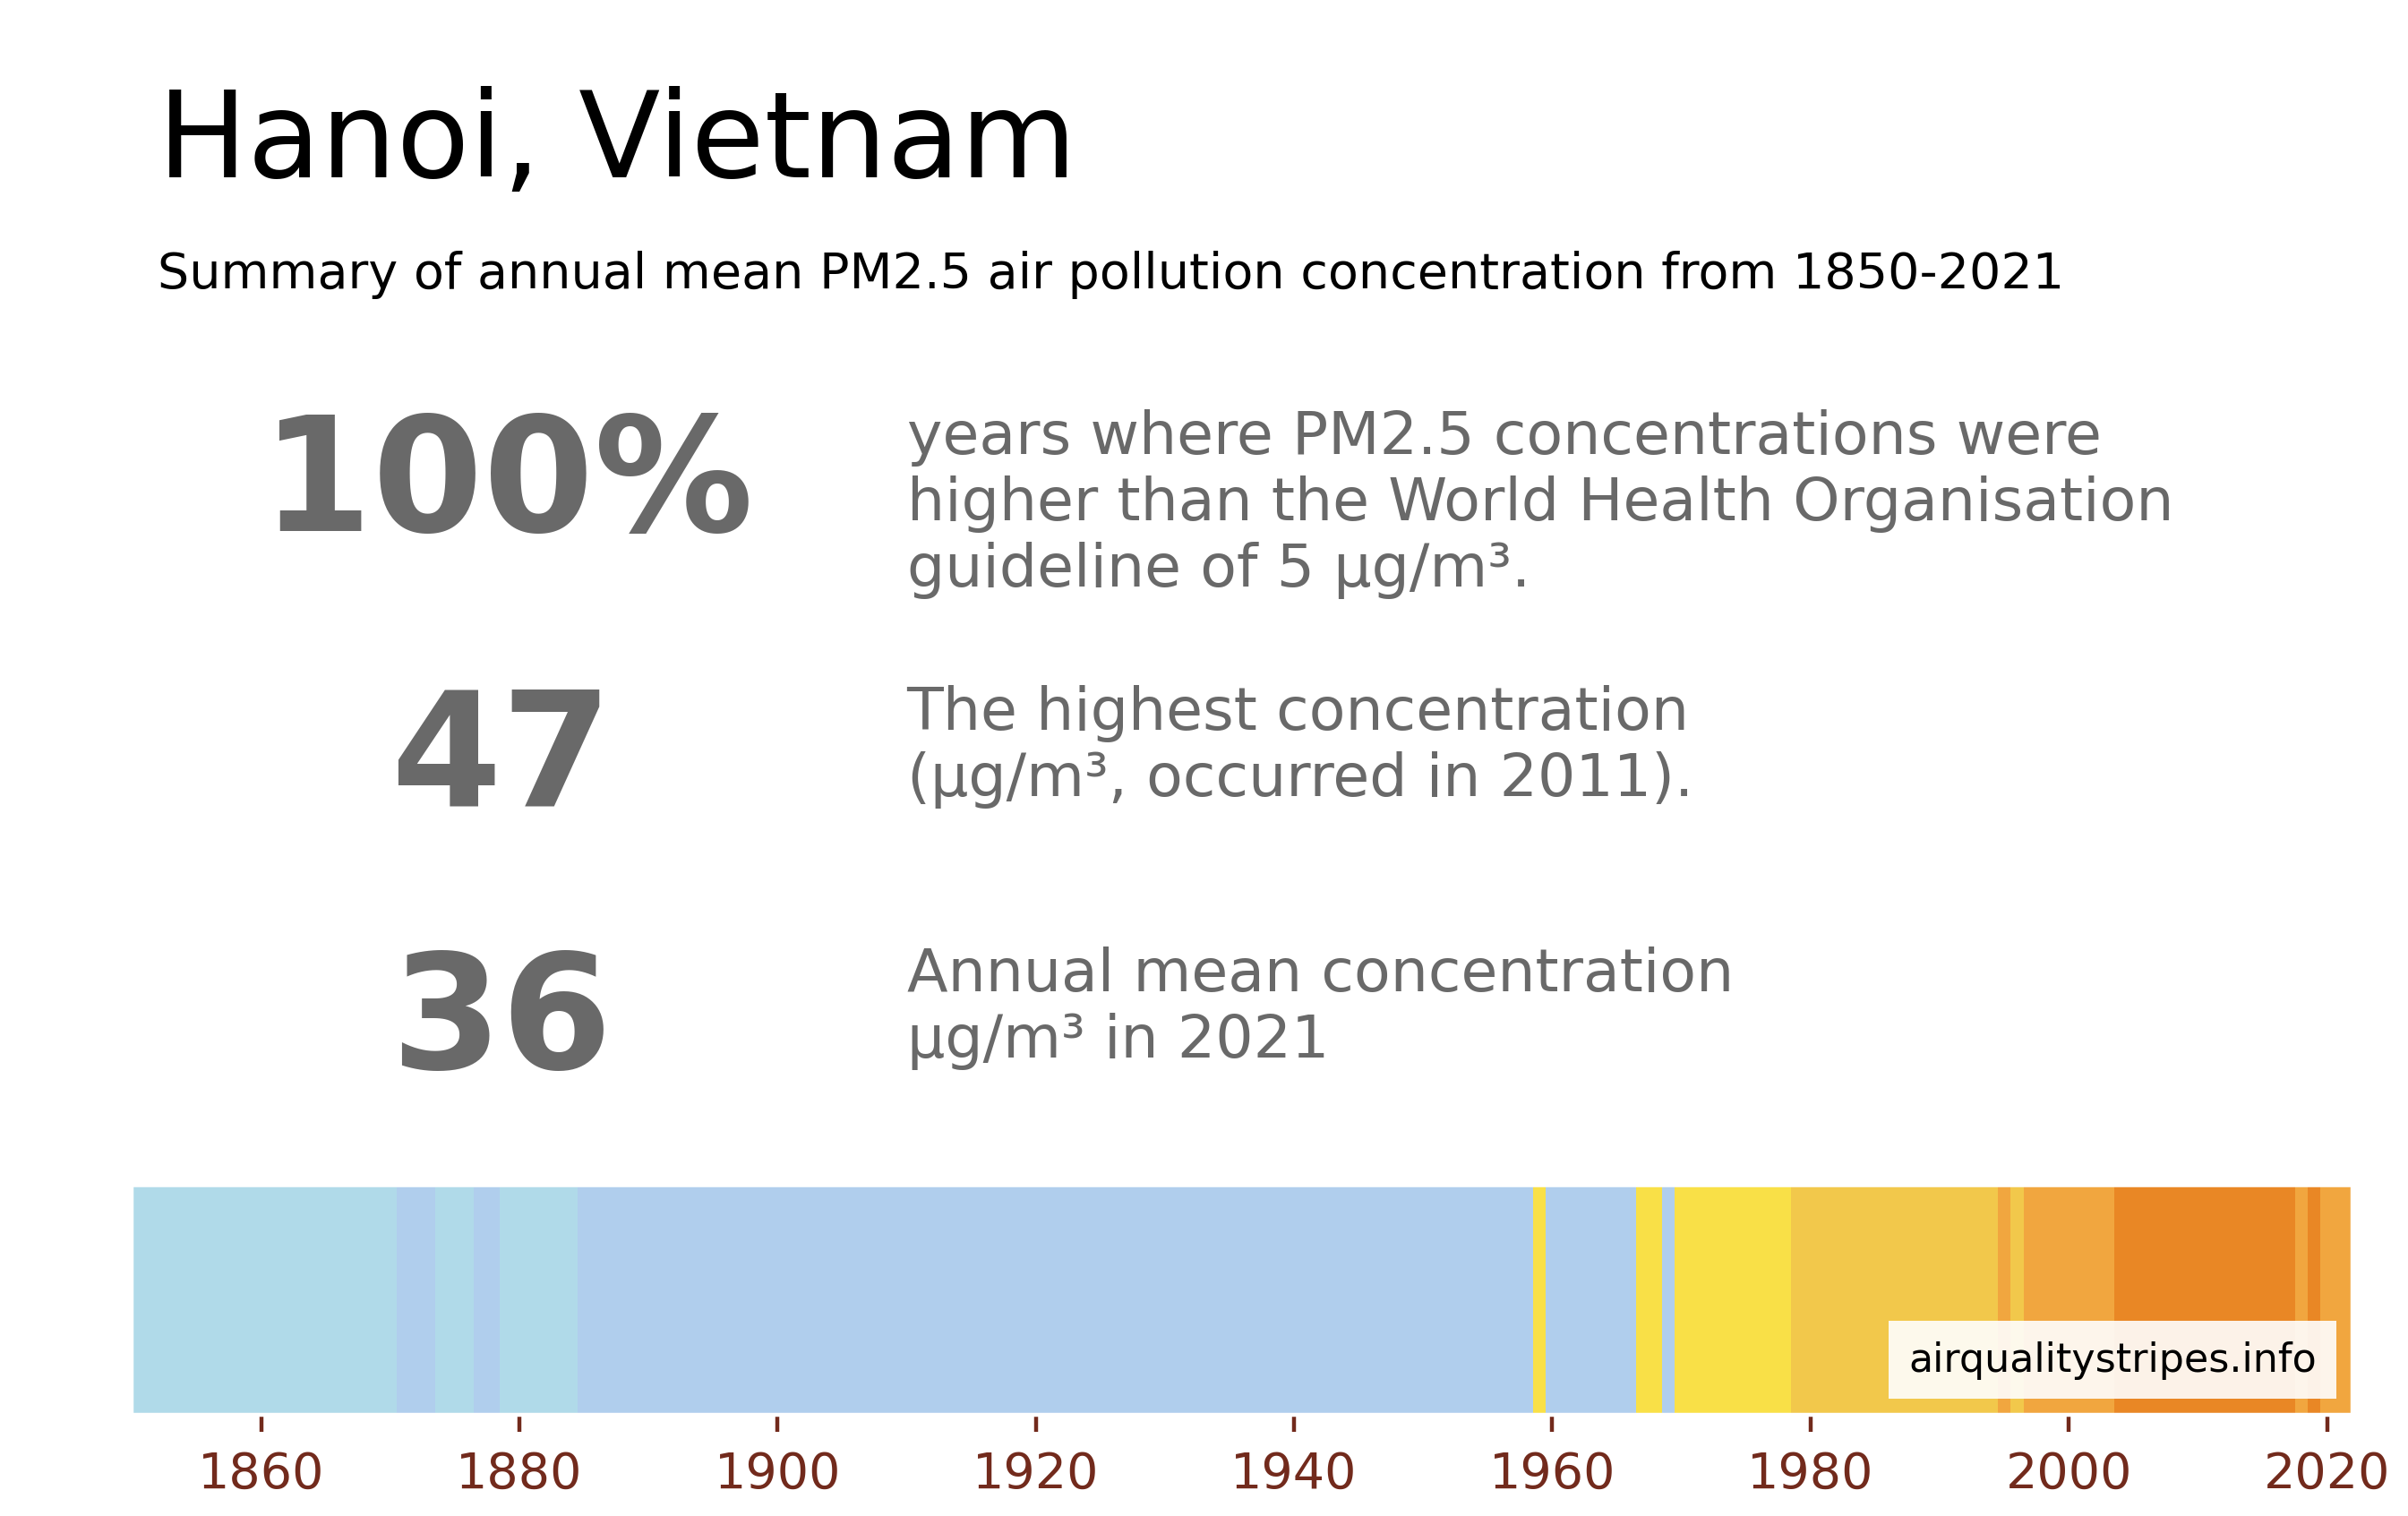 Hanoi, Vietnam
Summary of annual mean PM2.5 air pollution concentration from 1850-2021
100%
years where PM2.5 concentrations were
higher than the World Health Organisation
guideline of 5 µg/m³.
47
The highest concentration
(µg/m³, occurred in 2011).
36
Annual mean concentration
µg/m³ in 2021
airqualitystripes.info
1860 1880 1900 1920 1940 1960 1980 2000 2020